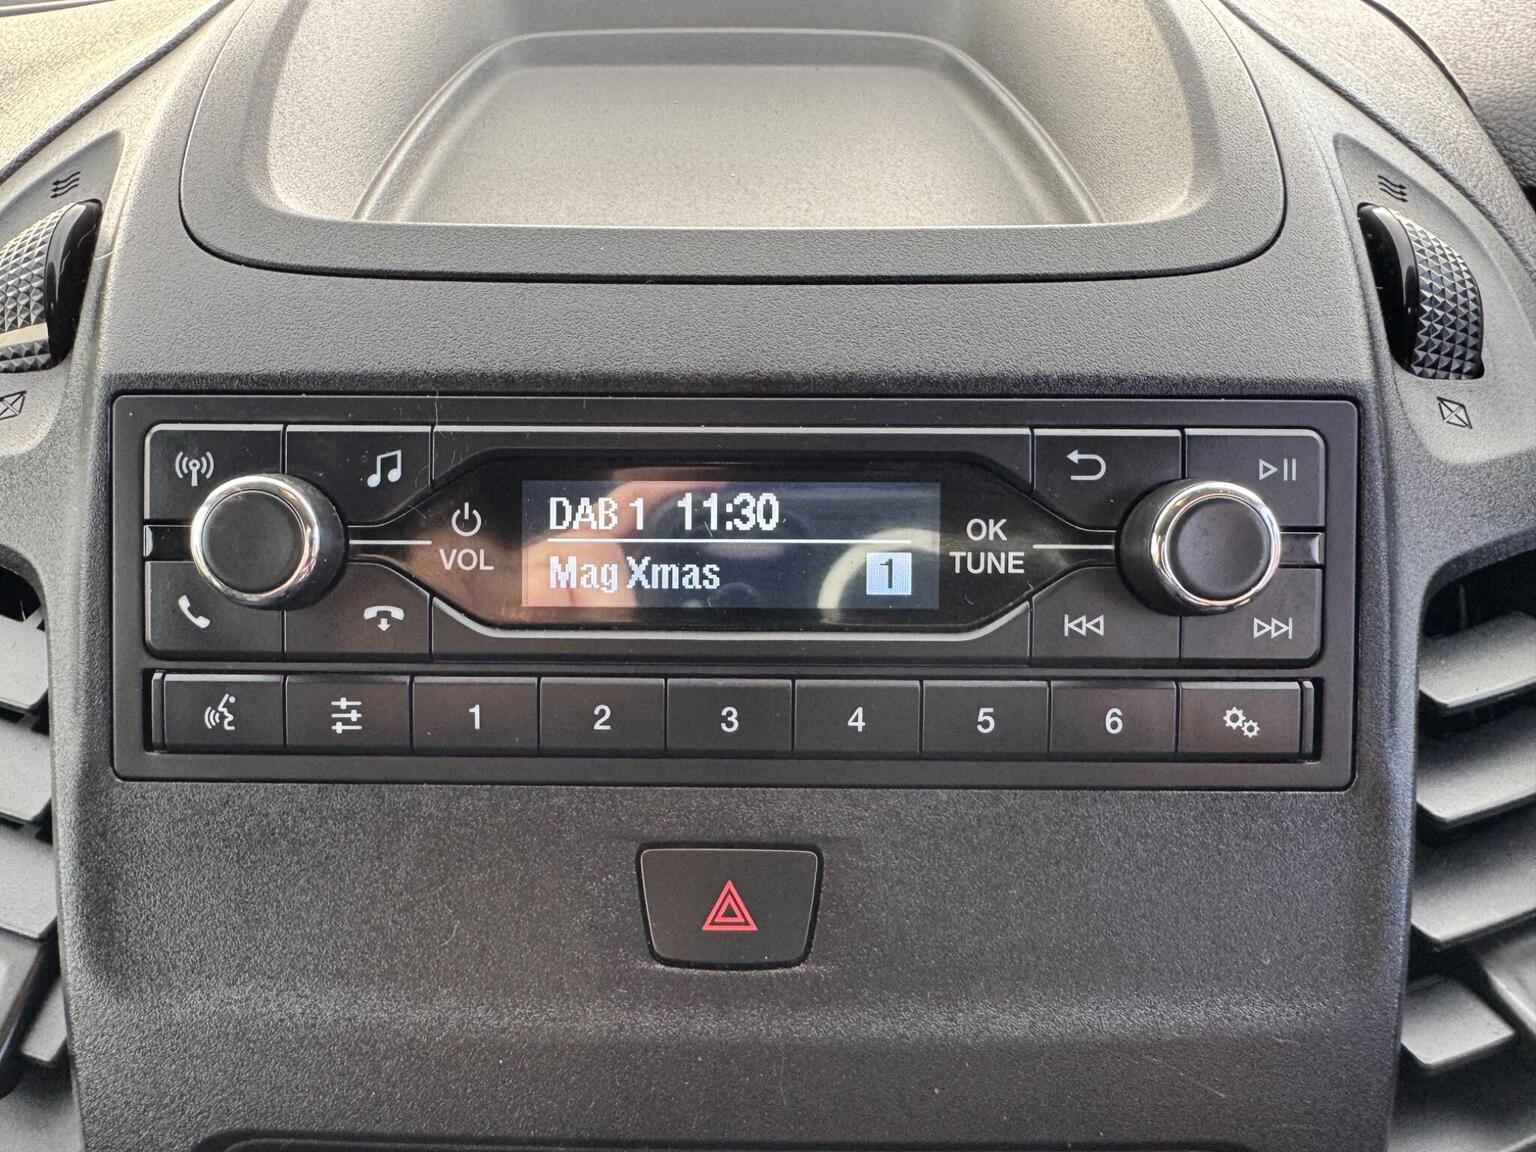 DAB 1 11:30
Mag Xmas 1
VOL
OK
TUNE
1 2 3 4 5 6